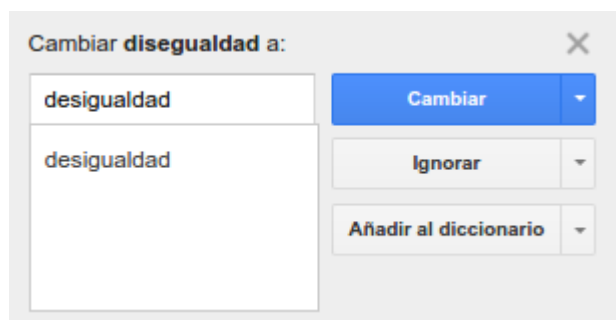 Cambiar disegualdad a:
desigualdad
Cambiar
desigualdad
Ignorar
Añadir al diccionario